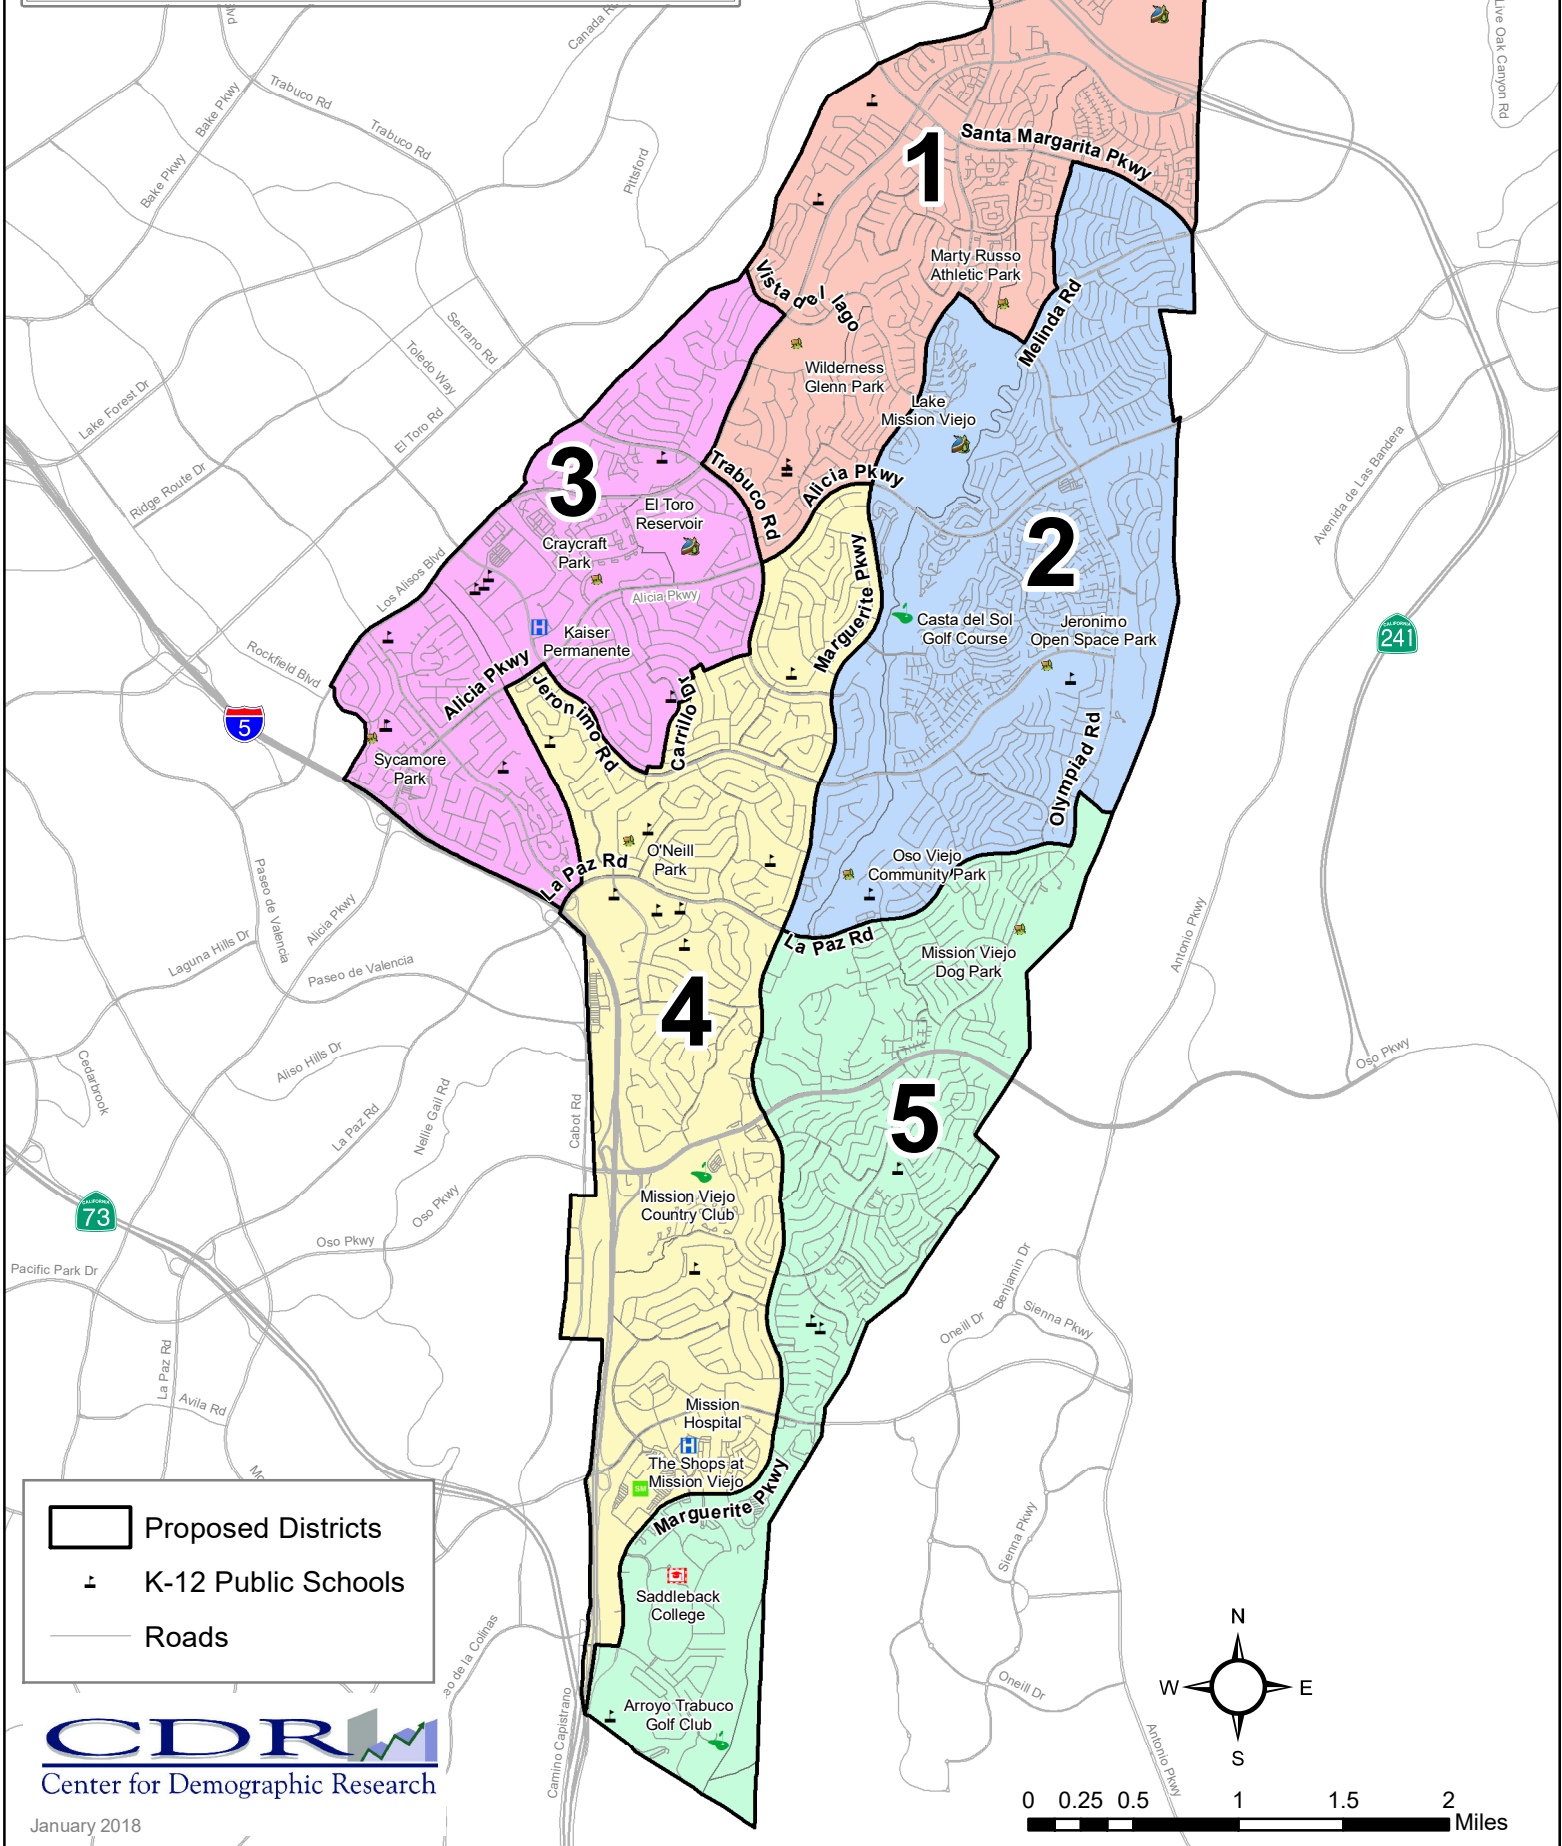 Canada Rd
Live Oak Canyon Rd
Blvd
Trabuco Rd
Bake Pkwy
Trabuco Rd
Bake Pkwy
Pittsford
Santa Margarita Pkwy
1
Marty Russo
Athletic Park
Vista del lago
Melinda Rd
Serrano Rd
Toledo Way
Wilderness
Glenn Park
Lake
Mission Viejo
Lake Forest Dr
El Toro Rd
Ridge Route Dr
3
Trabuco Rd
Alicia Pkwy
Avenida de Las Bandera
El Toro
Reservoir
Craycraft
Park
2
Los Alisos Blvd
Alicia Pkwy
Marguerite Pkwy
Casta del Sol
Golf Course
Jeronimo
Open Space Park
CALIFORNIA
241
Kaiser
Permanente
H
Rockfield Blvd
Alicia Pkwy
Jeronimo Rd
Carrillo Dr
5
Sycamore
Park
Olympiad Rd
O'Neill
Park
La Paz Rd
Oso Viejo
Community Park
La Paz Rd
Paseo de Valencia
Alicia Pkwy
Laguna Hills Dr
Paseo de Valencia
Mission Viejo
Dog Park
Antonio Pkwy
4
Oso Pkwy
Cedarbrook
Aliso Hills Dr
La Paz Rd
Nellie Gail Rd
Cabot Rd
5
CALIFORNIA
73
Oso Pkwy
Oso Pkwy
Mission Viejo
Country Club
Pacific Park Dr
Benjamin Dr
Oneill Dr
Sienna Pkwy
La Paz Rd
Avila Rd
Mission
Hospital
H
The Shops at
Mission Viejo
SM
Mo
Marguerite Pkwy
Sienna Pkwy
Proposed Districts
K-12 Public Schools
Roads
Saddleback
College
eo de la Colinas
Oneill Dr
Arroyo Trabuco
Golf Club
Camino Capistrano
Antonio Pkwy
N
W
E
S
CDR
Center for Demographic Research
January 2018
0 0.25 0.5 1 1.5 2
Miles